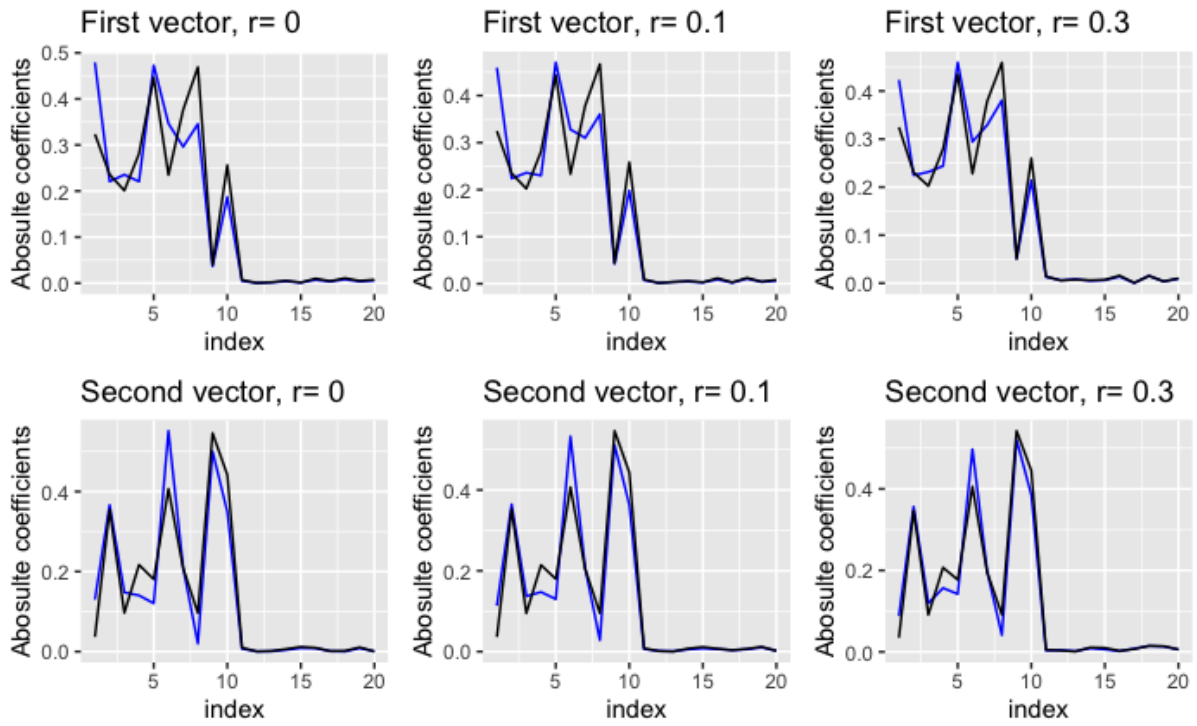 First vector, r= 0
Abosulte coefficients
0.5
0.4
0.3
0.2
0.1
0.0
5
10
15
20
index
First vector, r= 0.1
Abosulte coefficients
0.4
0.3
0.2
0.1
0.0
5
10
15
20
index
First vector, r= 0.3
Abosulte coefficients
0.4
0.3
0.2
0.1
0.0
5
10
15
20
index
Second vector, r= 0
Abosulte coefficients
0.4
0.2
0.0
5
10
15
20
index
Second vector, r= 0.1
Abosulte coefficients
0.4
0.2
0.0
5
10
15
20
index
Second vector, r= 0.3
Abosulte coefficients
0.4
0.2
0.0
5
10
15
20
index